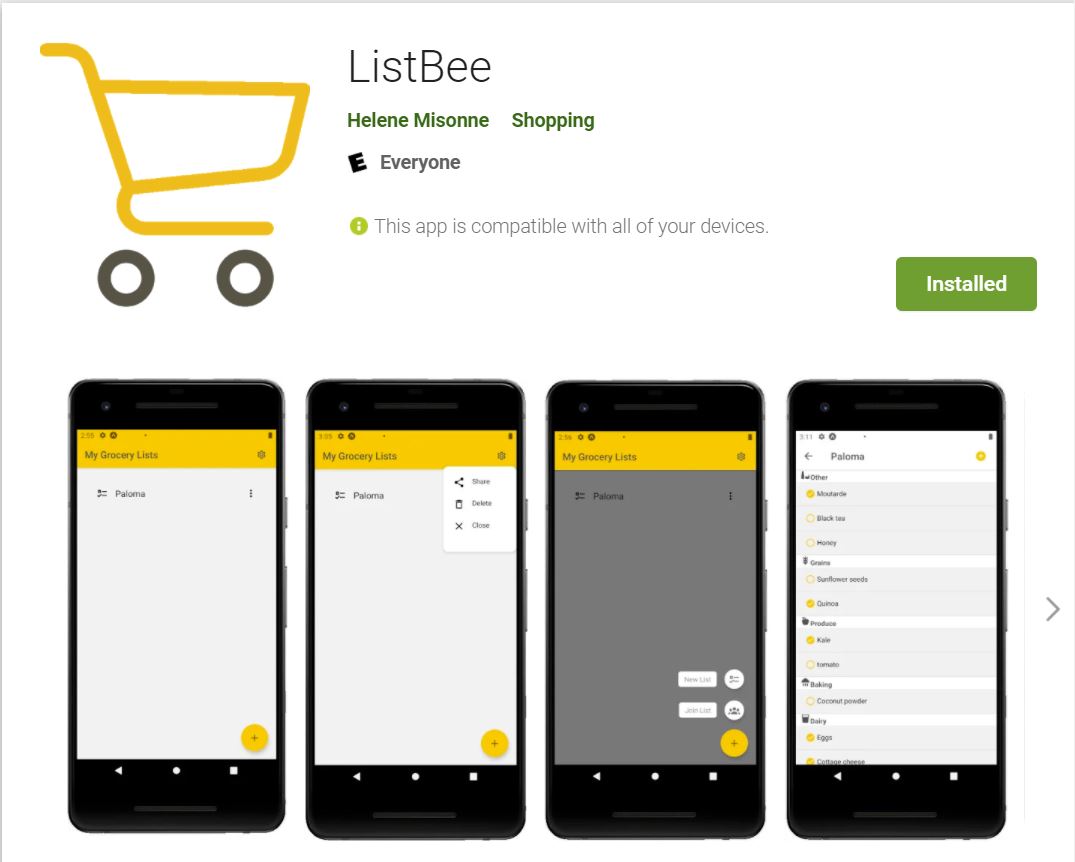 ListBee
Helene Misonne Shopping
E Everyone
This app is compatible with all of your devices.
Installed
2:55
My Grocery Lists
Paloma
3:05
My Grocery Lists
Paloma
Share
Delete
Close
2:56
My Grocery Lists
Paloma
New List
Join List
3:11
Paloma
Other
Moutarde
Black tea
Honey
Grains
Sunflower seeds
Quinoa
Produce
Kale
tomato
Baking
Coconut powder
Dairy
Eggs
Cottage cheese